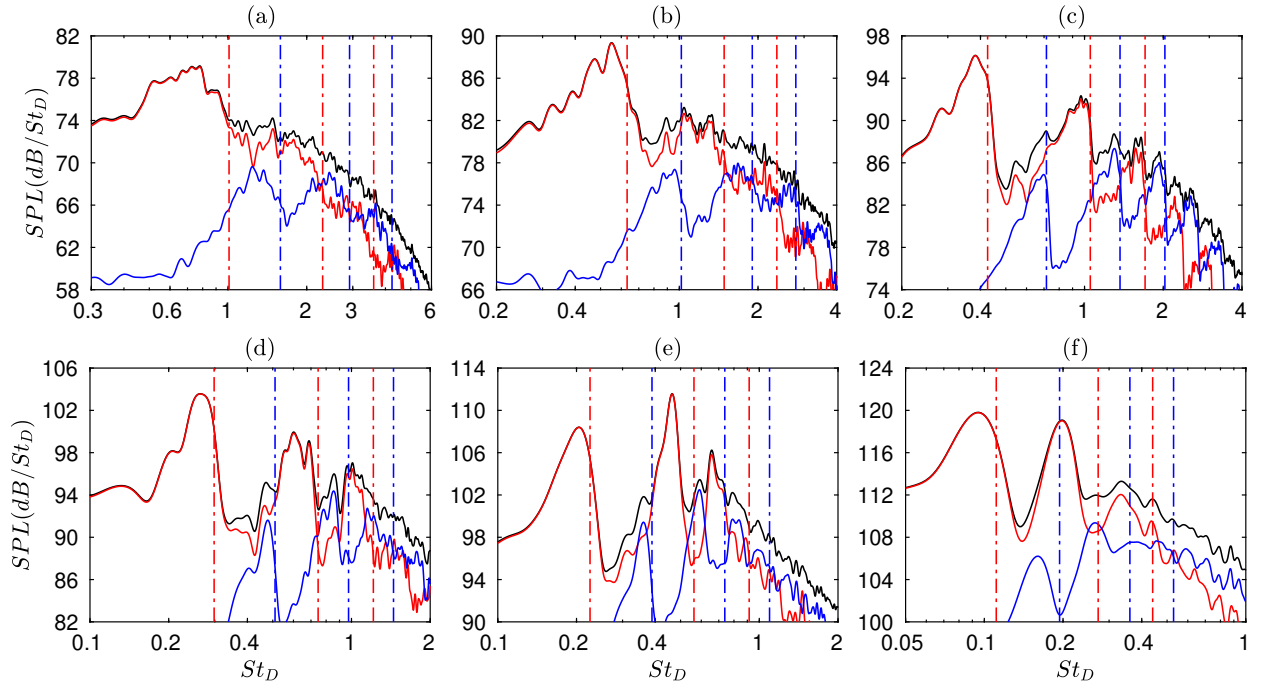 (a) (b) (c)
82 90 98
78 86 94
74 82 90
70 78 86
66 74 82
62 70 78
58 66 74
SPL(dB/St_D)
0.3 0.6 1 2 3 6 0.2 0.4 1 2 4 0.2 0.4 1 2 4
(d) (e) (f)
106 114 124
102 110 120
98 106 116
94 102 112
90 98 108
86 94 104
82 90 100
SPL(dB/St_D)
0.1 0.2 0.4 1 2 0.1 0.2 0.4 1 2 0.05 0.1 0.2 0.4 1
St_D St_D St_D